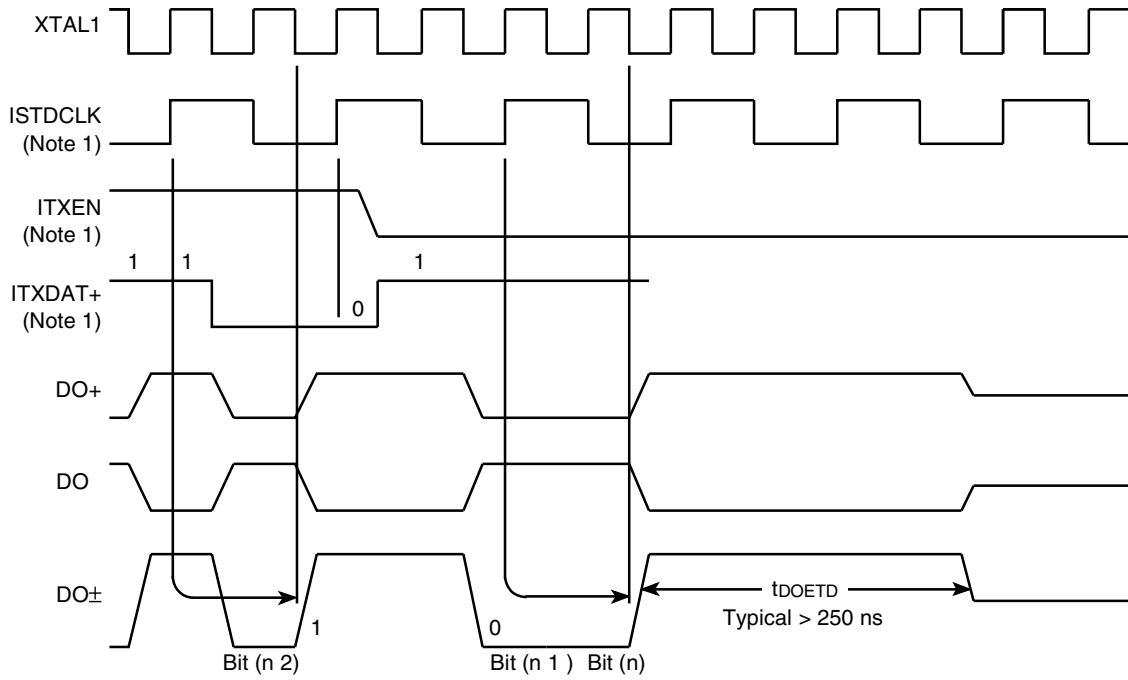 XTAL1
ISTDCLK
(Note 1)
ITXEN
(Note 1)
1 1 1
ITXDAT+
(Note 1)
0
DO+
DO
DO±
tDOETD
Typical > 250 ns
1 0
Bit (n 2) Bit (n 1 ) Bit (n)